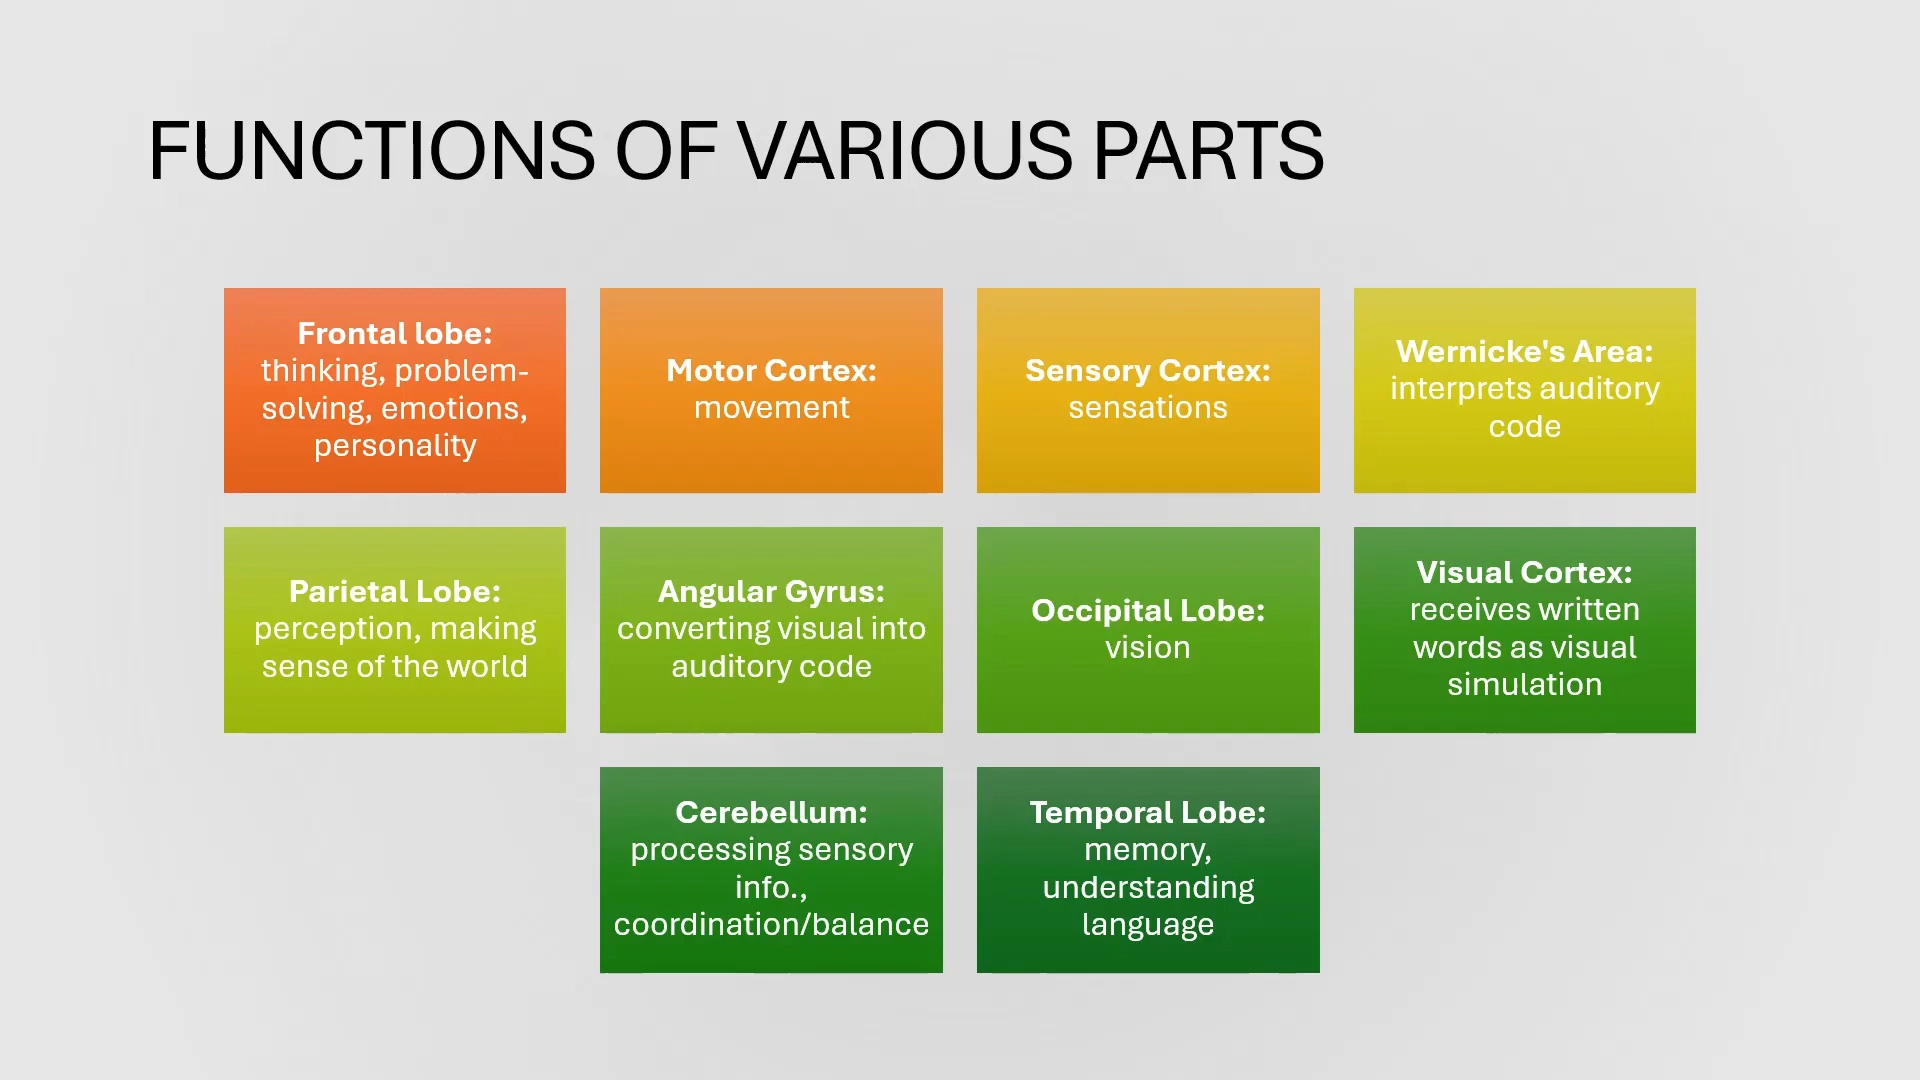 FUNCTIONS OF VARIOUS PARTS
Frontal lobe:
thinking, problem-
solving, emotions,
personality
Motor Cortex:
movement
Sensory Cortex:
sensations
Wernicke's Area:
interprets auditory
code
Parietal Lobe:
perception, making
sense of the world
Angular Gyrus:
converting visual into
auditory code
Occipital Lobe:
vision
Visual Cortex:
receives written
words as visual
simulation
Cerebellum:
processing sensory
info.,
coordination/balance
Temporal Lobe:
memory,
understanding
language